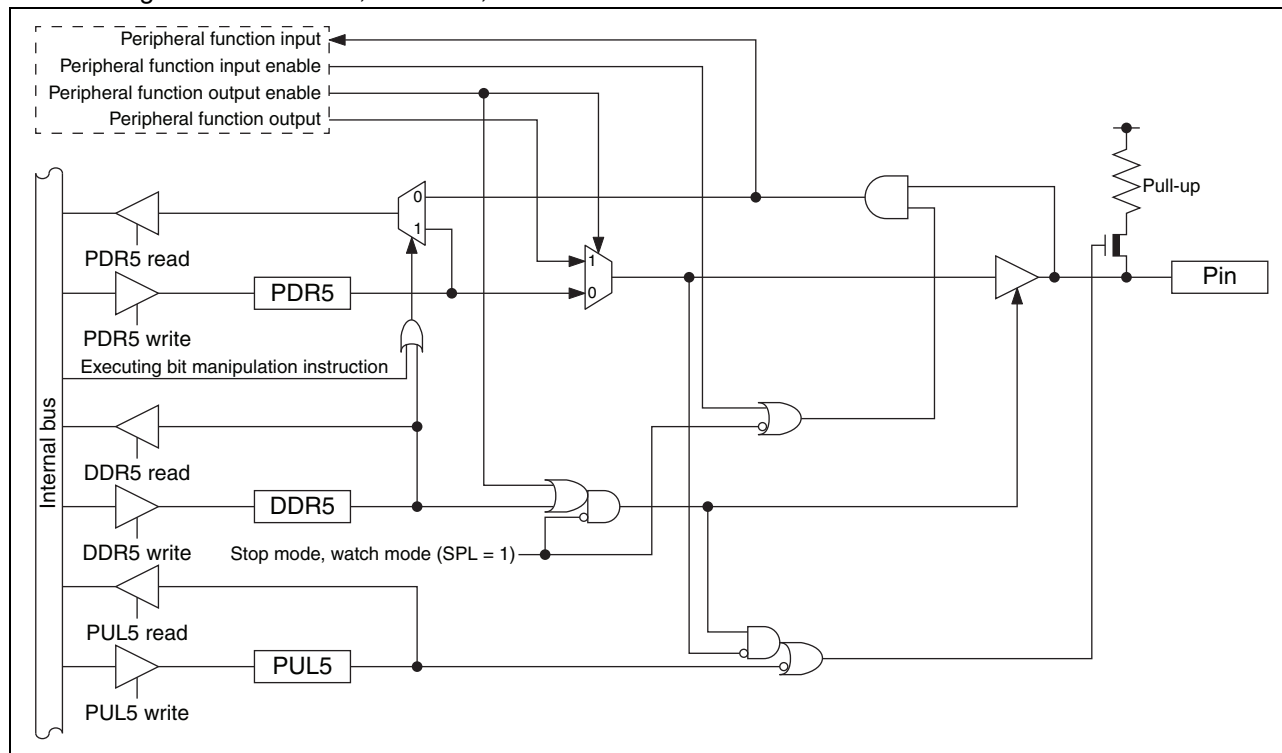 Peripheral function input
Peripheral function input enable
Peripheral function output enable
Peripheral function output
Pull-up
0
1
PDR5 read
1
PDR5
0
Pin
PDR5 write
Executing bit manipulation instruction
Internal bus
DDR5 read
DDR5
DDR5 write
Stop mode, watch mode (SPL = 1)
PUL5 read
PUL5
PUL5 write